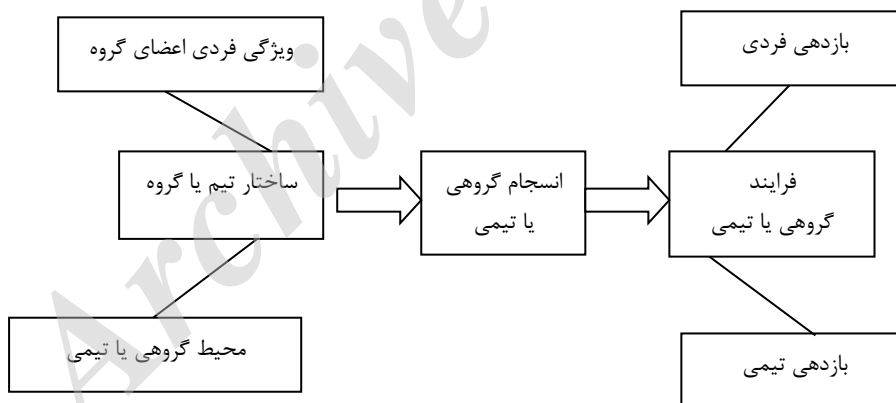 ویژگی فردی اعضای گروه
بازدهی فردی
ساختار تیم یا گروه
انسجام گروهی
یا تیمی
فرایند
گروهی یا تیمی
محیط گروهی یا تیمی
بازدهی تیمی
Archive